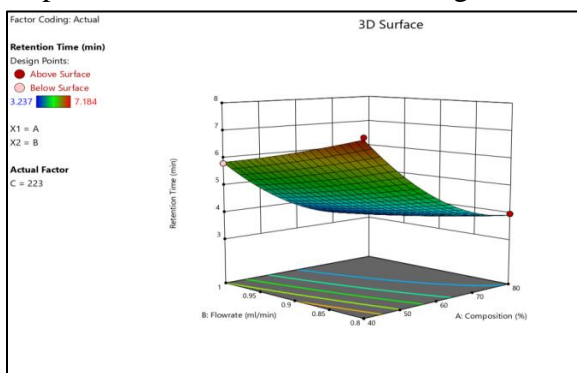 Factor Coding: Actual
3D Surface
Retention Time (min)
Design Points:
Above Surface
Below Surface
3.237 7.184
X1 = A
X2 = B
Actual Factor
C = 223
Retention Time (min)
8
7
6
5
4
3
1
0.95
0.9
0.85
0.8
40
50
60
70
80
B: Flowrate (ml/min)
A: Composition (%)